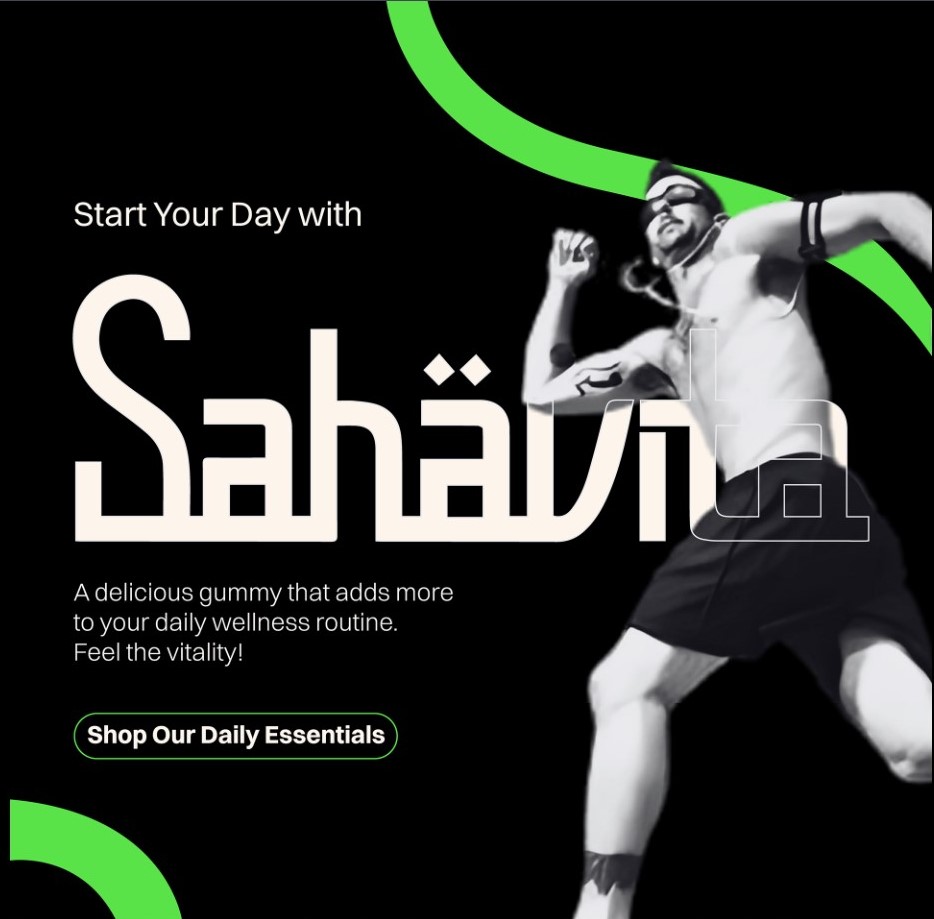 Start Your Day with
Sahävita
A delicious gummy that adds more
to your daily wellness routine.
Feel the vitality!
Shop Our Daily Essentials